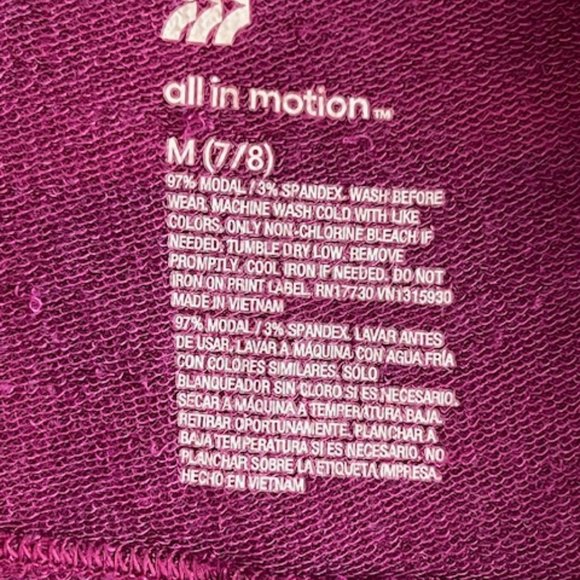 all in motion™
M (7/8)
97% MODAL / 3% SPANDEX. WASH BEFORE
WEAR. MACHINE WASH COLD WITH LIKE
COLORS. ONLY NON-CHLORINE BLEACH IF
NEEDED. TUMBLE DRY LOW. REMOVE
PROMPTLY. COOL IRON IF NEEDED. DO NOT
IRON ON PRINT LABEL. RN17730 VN1315930
MADE IN VIETNAM
97% MODAL / 3% SPANDEX. LAVAR ANTES
DE USAR. LAVAR A MÁQUINA CON AGUA FRÍA
CON COLORES SIMILARES. SÓLO
BLANQUEADOR SIN CLORO SI ES NECESARIO.
SECAR A MÁQUINA A TEMPERATURA BAJA.
RETIRAR OPORTUNAMENTE. PLANCHAR A
BAJA TEMPERATURA SI ES NECESARIO. NO
PLANCHAR SOBRE LA ETIQUETA IMPRESA.
HECHO EN VIETNAM